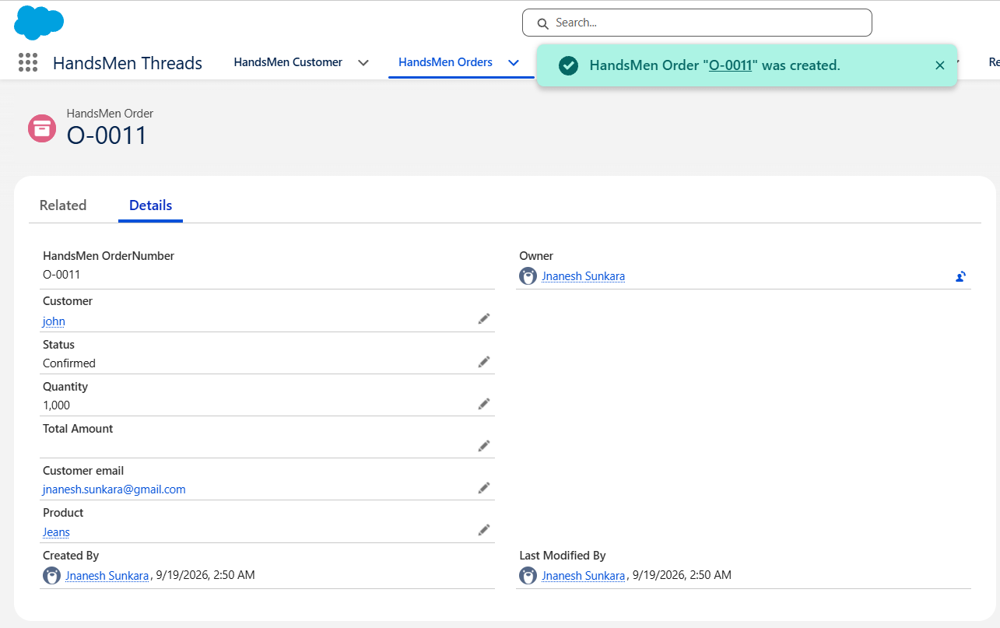 Search...
HandsMen Threads
HandsMen Customer
HandsMen Orders
HandsMen Order "O-0011" was created.
HandsMen Order
O-0011
Related
Details
HandsMen OrderNumber
O-0011
Owner
Jnanesh Sunkara
Customer
john
Status
Confirmed
Quantity
1,000
Total Amount
Customer email
jnanesh.sunkara@gmail.com
Product
Jeans
Created By
Jnanesh Sunkara, 9/19/2026, 2:50 AM
Last Modified By
Jnanesh Sunkara, 9/19/2026, 2:50 AM